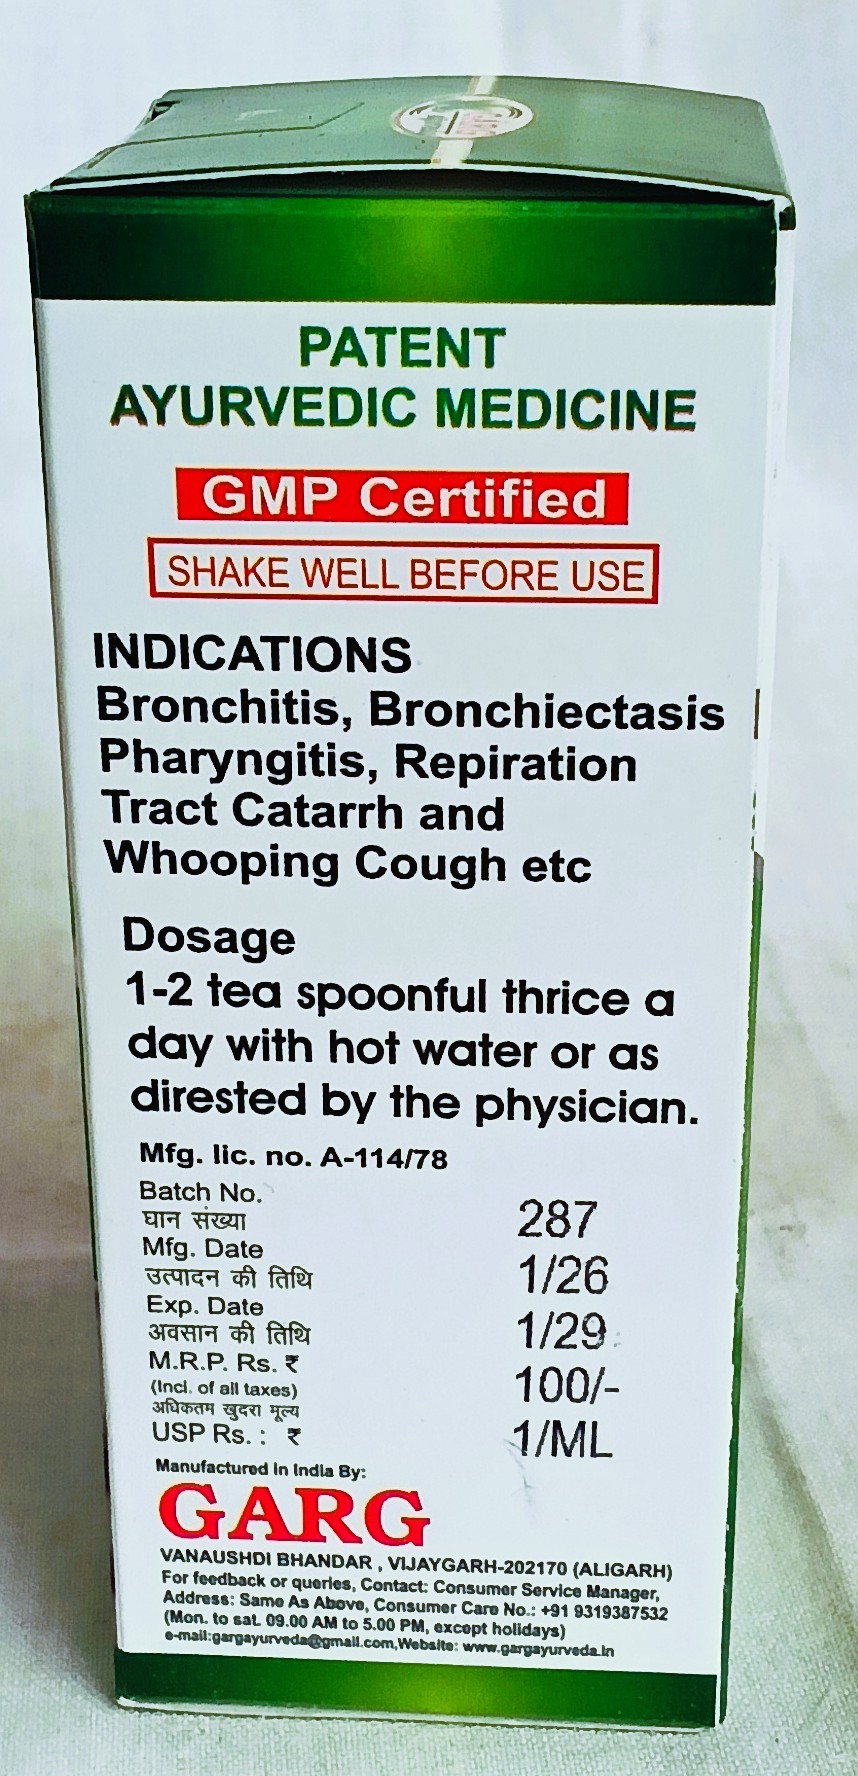 PATENT
AYURVEDIC MEDICINE
GMP Certified
SHAKE WELL BEFORE USE
INDICATIONS
Bronchitis, Bronchiectasis
Pharyngitis, Repiration
Tract Catarrh and
Whooping Cough etc
Dosage
1-2 tea spoonful thrice a
day with hot water or as
dirested by the physician.
Mfg. lic. no. A-114/78
Batch No.
घान संख्या 287
Mfg. Date
उत्पादन की तिथि 1/26
Exp. Date
अवसान की तिथि 1/29
M.R.P. Rs. ₹
(Incl. of all taxes) 100/-
अधिकतम खुदरा मूल्य
USP Rs. : ₹ 1/ML
Manufactured in India By:
GARG
VANAUSHDI BHANDAR , VIJAYGARH-202170 (ALIGARH)
For feedback or queries, Contact: Consumer Service Manager,
Address: Same As Above, Consumer Care No.: +91 9319387532
(Mon. to sat. 09.00 AM to 5.00 PM, except holidays)
e-mail:gargayurveda@gmail.com,Website: www.gargayurveda.in